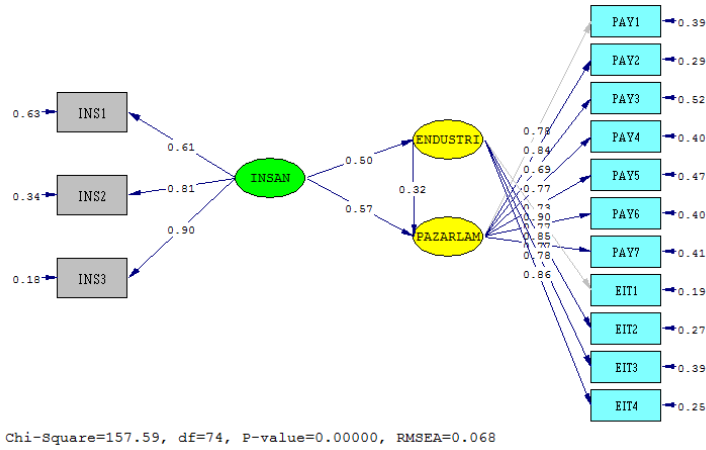 PAY1 0.39
PAY2 0.29
PAY3 0.52
PAY4 0.40
PAY5 0.47
PAY6 0.40
PAY7 0.41
EIT1 0.19
EIT2 0.27
EIT3 0.39
EIT4 0.25
0.63 INS1
0.34 INS2
0.18 INS3
0.61
0.81
0.90
INSAN
0.50
0.57
ENDUSTRI
0.32
PAZARLAM
0.84
0.69
0.77
0.73
0.90
0.85
0.78
0.86
Chi-Square=157.59, df=74, P-value=0.00000, RMSEA=0.068